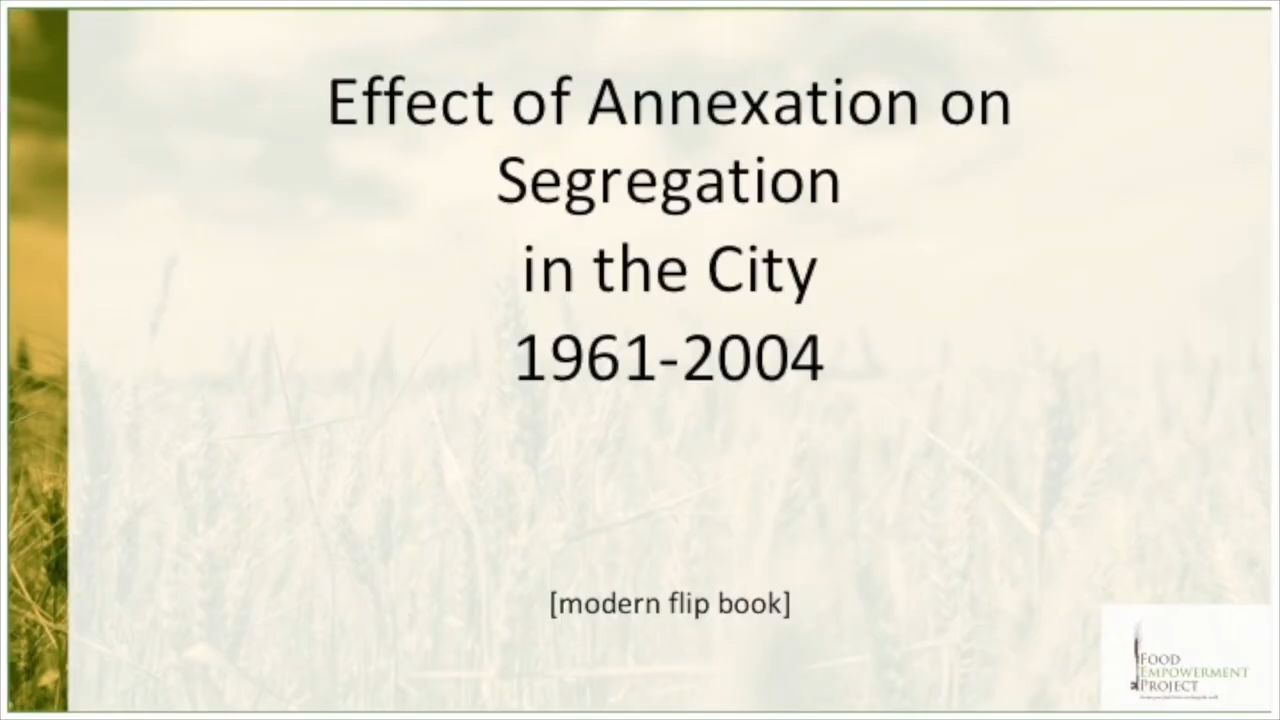 Effect of Annexation on
Segregation
in the City
1961-2004
[modern flip book]
FOOD
EMPOWERMENT
PROJECT